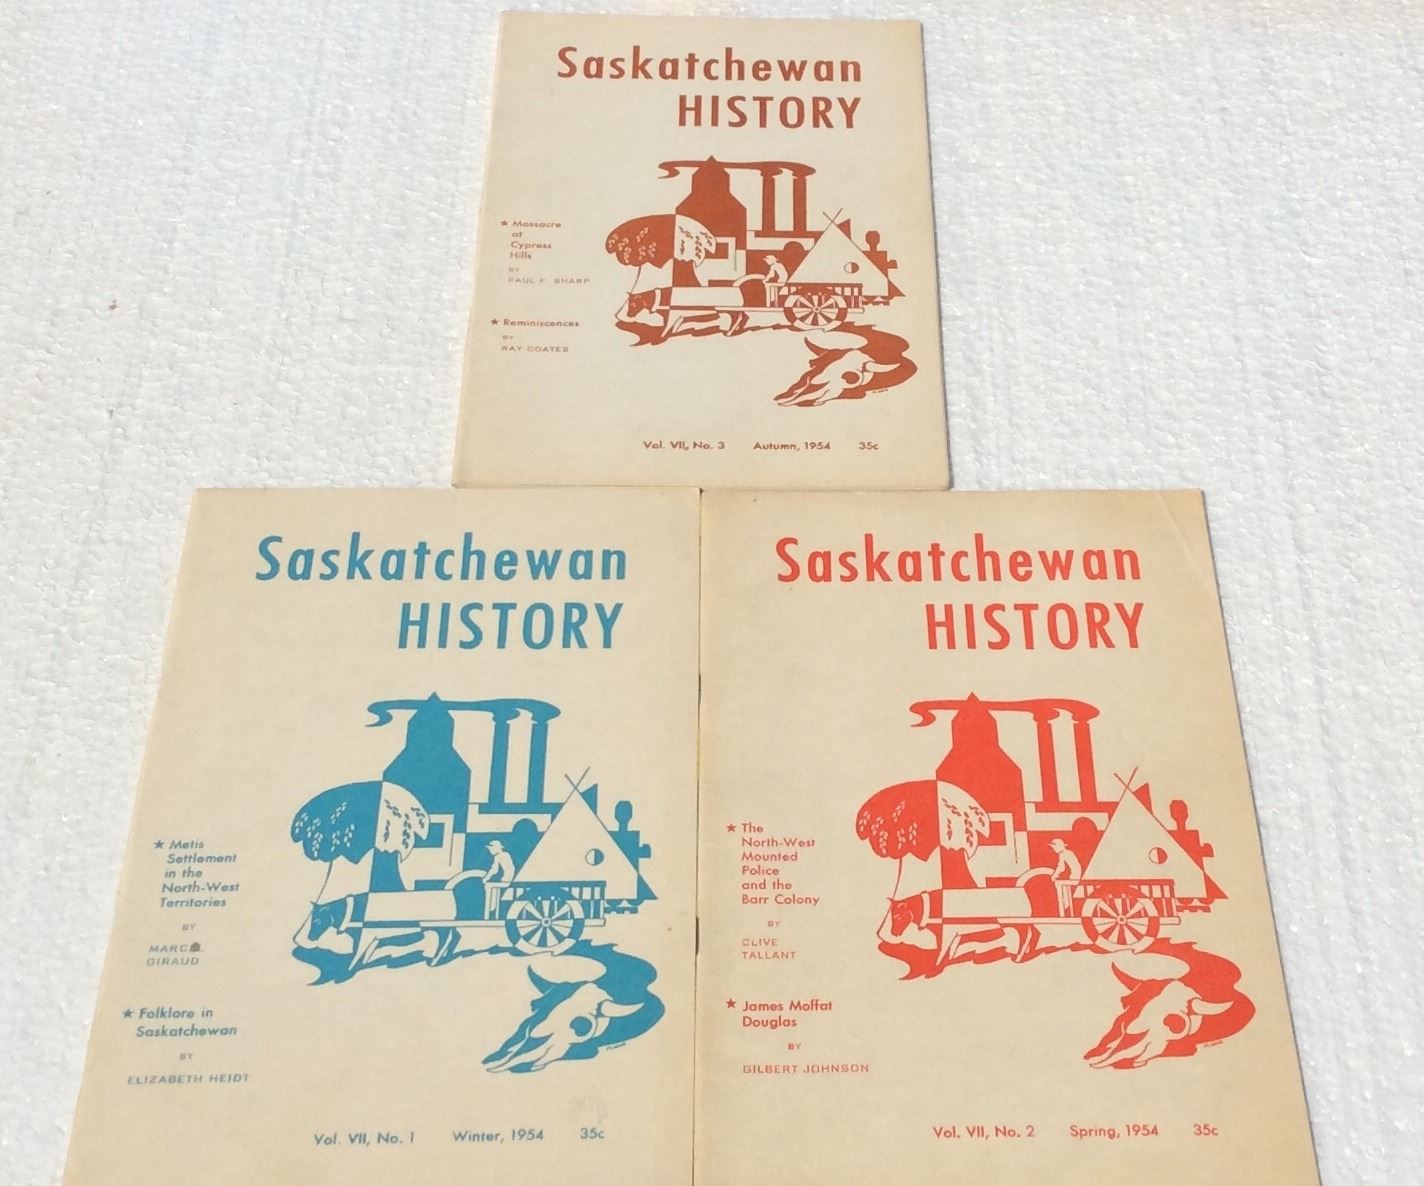 Saskatchewan
HISTORY
★ Massacre
at
Cypress
Hills
BY
PAUL F. SHARP
★ Reminiscences
BY
RAY COATES
Vol. VII, No. 3 Autumn, 1954 35c
Saskatchewan
HISTORY
★ Metis
Settlement
in the
North-West
Territories
BY
GIRAUD
★ Folklore in
Saskatchewan
BY
ELIZABETH HEIDT
Vol. VII, No. 1 Winter, 1954 35c
Saskatchewan
HISTORY
★ The
North-West
Mounted
Police
and the
Barr Colony
BY
CLIVE
TALLANT
★ James Moffat
Douglas
BY
GILBERT JOHNSON
Vol. VII, No. 2 Spring, 1954 35c